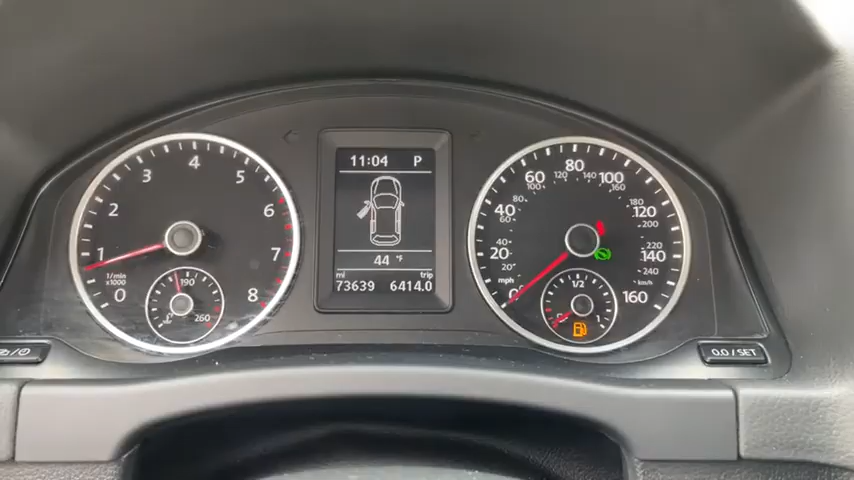 11:04 P
44 °F
mi trip
73639 6414.0
0 1 2 3 4 5 6 7 8
1/min
x1000
190
260
20 40 60 80 100 120 140 160
20 40 80 100 120 140 160 180 200 220 240
mph
km/h
1/2
1
0.0 / SET